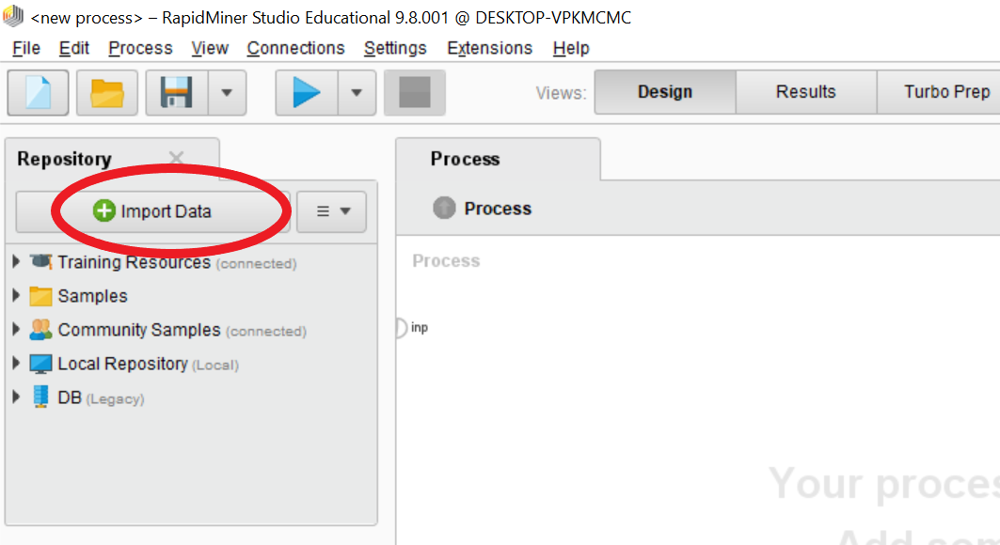 <new process> – RapidMiner Studio Educational 9.8.001 @ DESKTOP-VPKMCMC
File Edit Process View Connections Settings Extensions Help
Views: Design Results Turbo Prep
Repository
Import Data
Training Resources (connected)
Samples
Community Samples (connected)
Local Repository (Local)
DB (Legacy)
Process
Process
Process
inp
Your proces